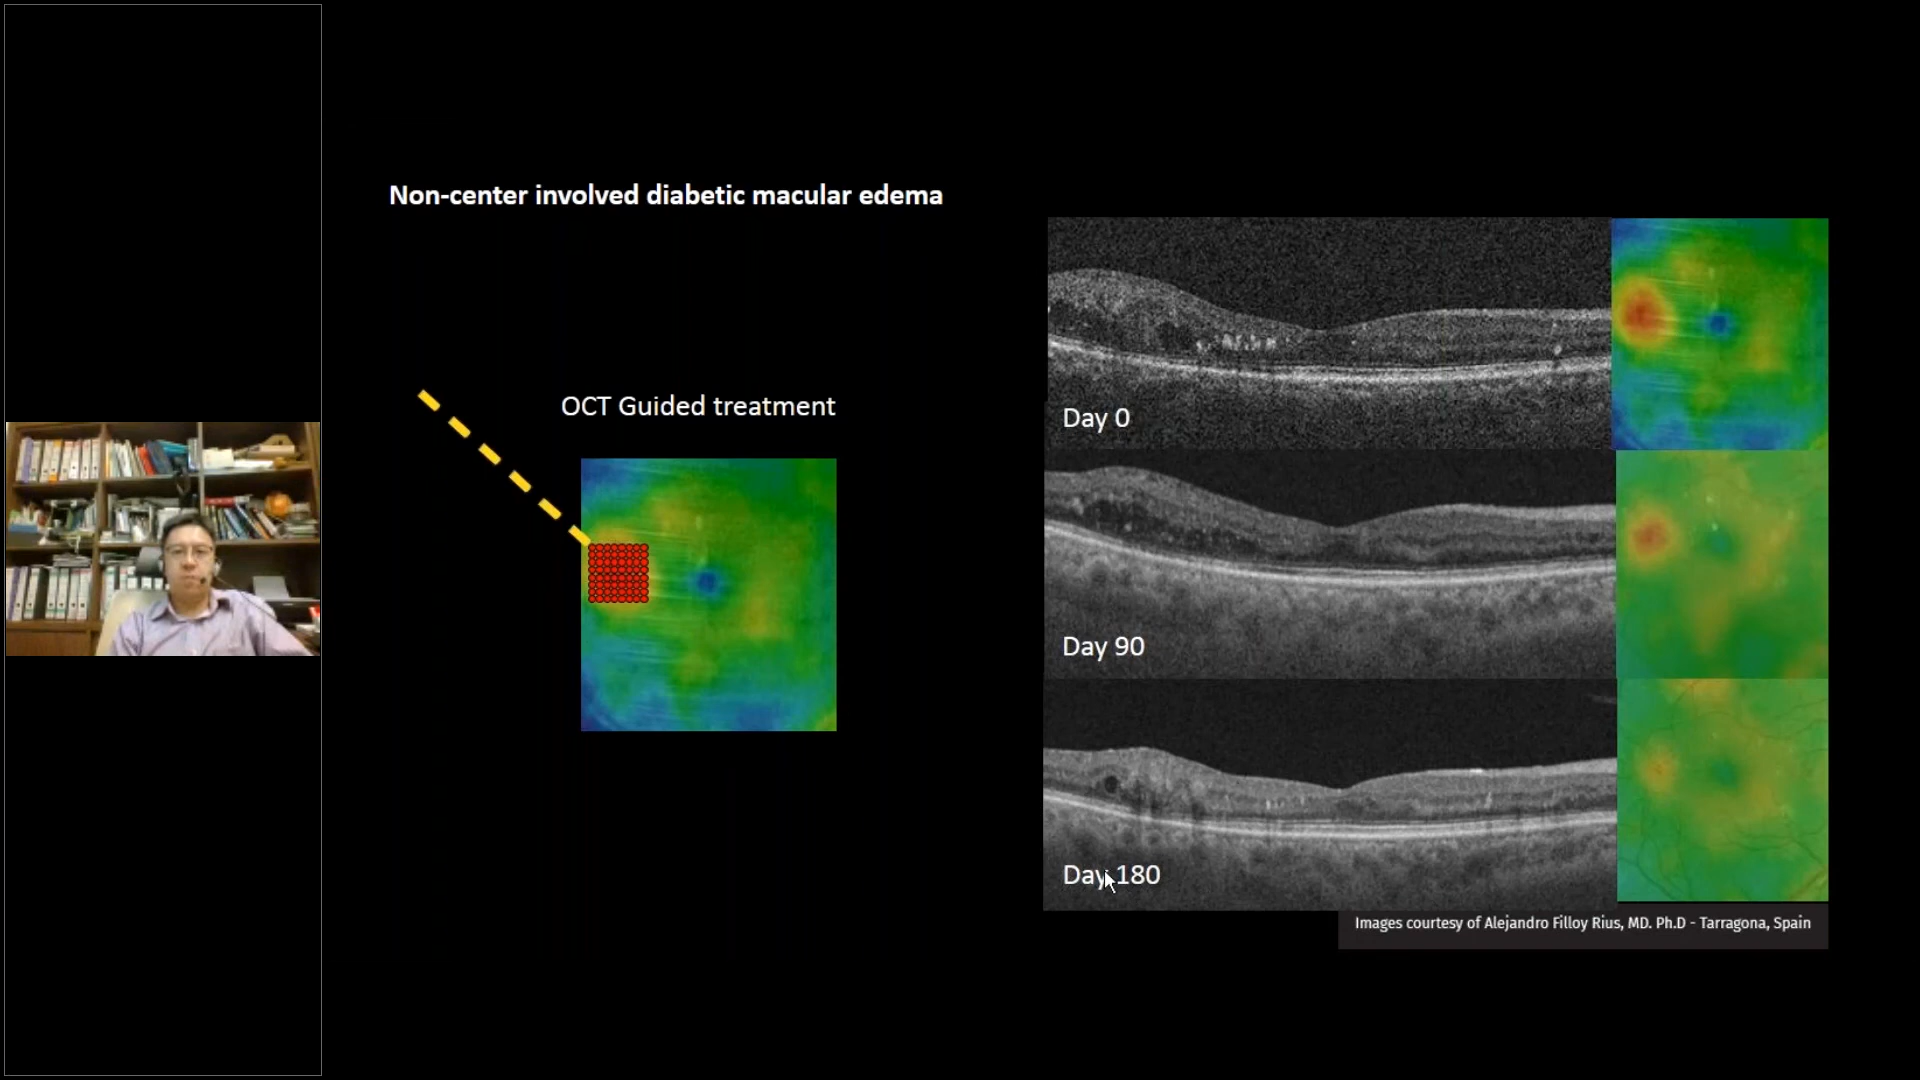 Non-center involved diabetic macular edema
OCT Guided treatment
Day 0
Day 90
Day 180
Images courtesy of Alejandro Filloy Rius, MD. Ph.D - Tarragona, Spain